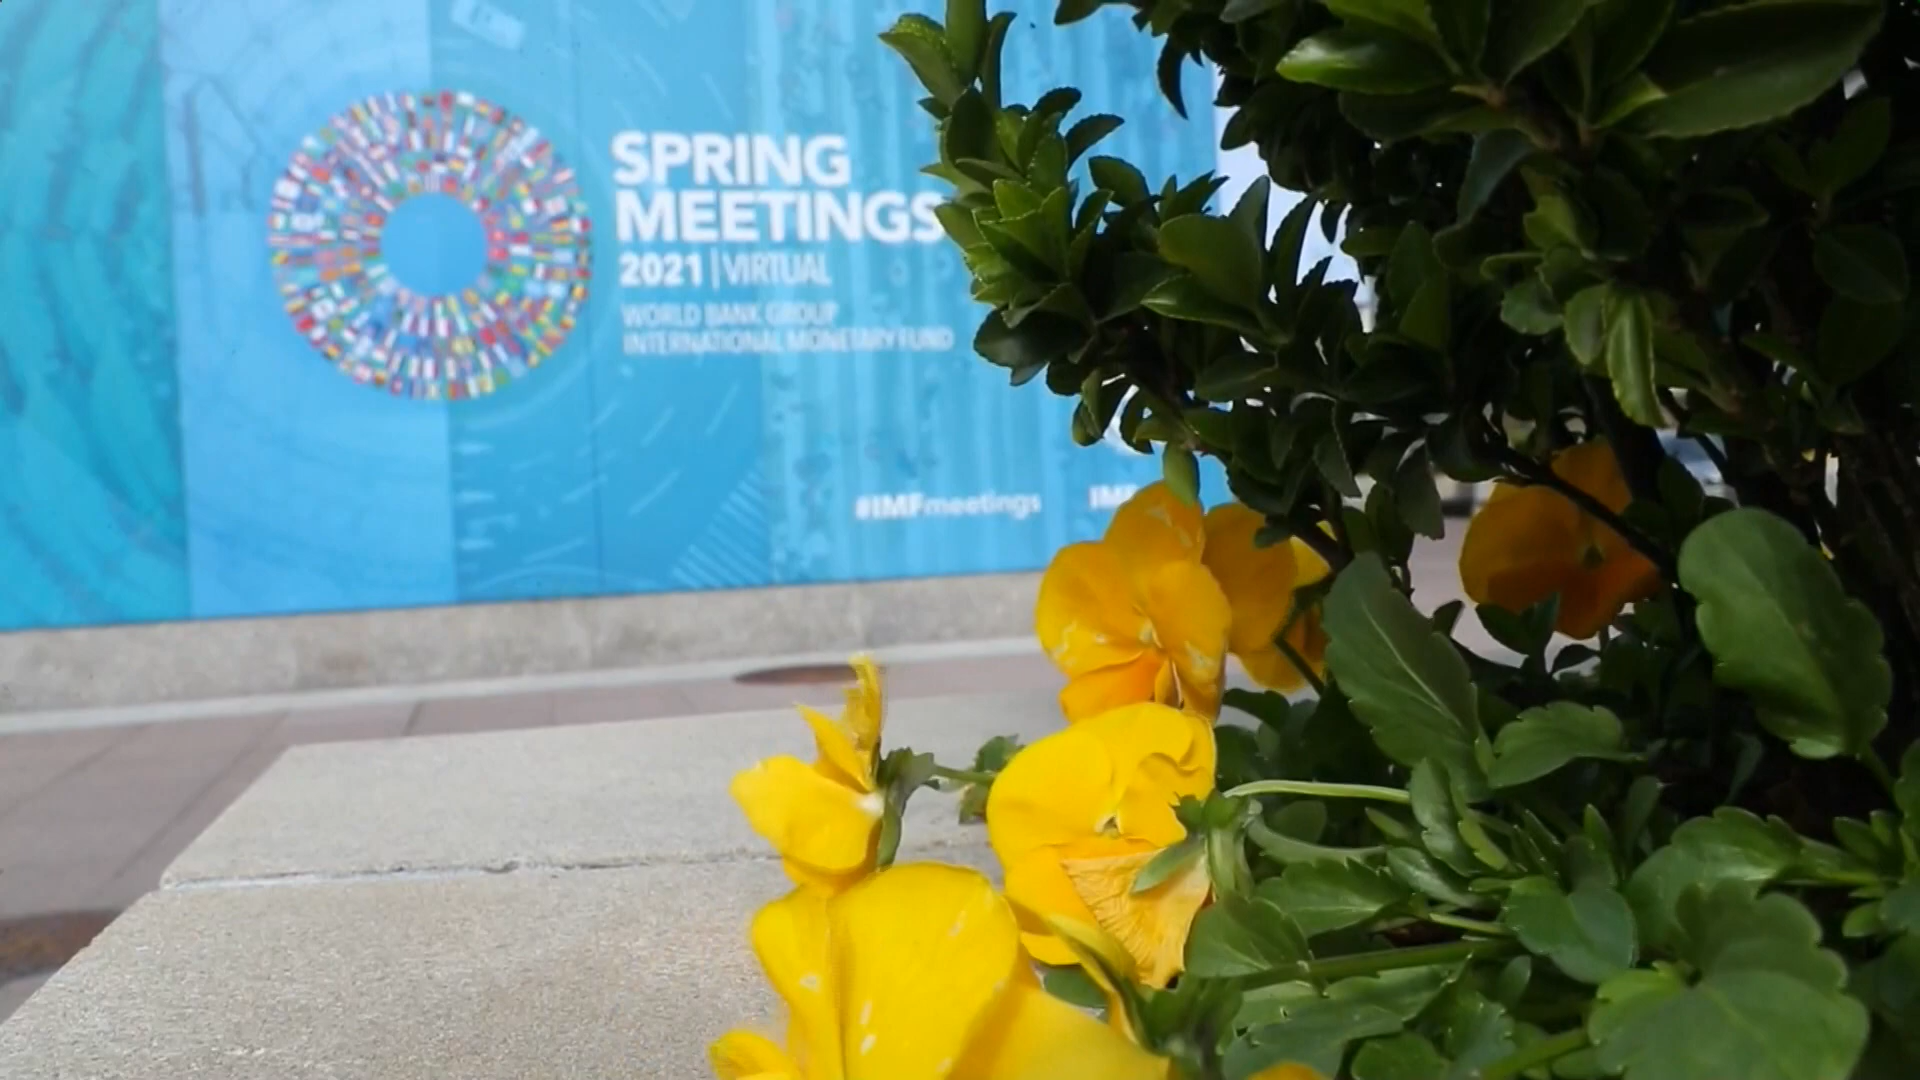 SPRING
MEETINGS
2021 | VIRTUAL
WORLD BANK GROUP
INTERNATIONAL MONETARY FUND
#IMFmeetings